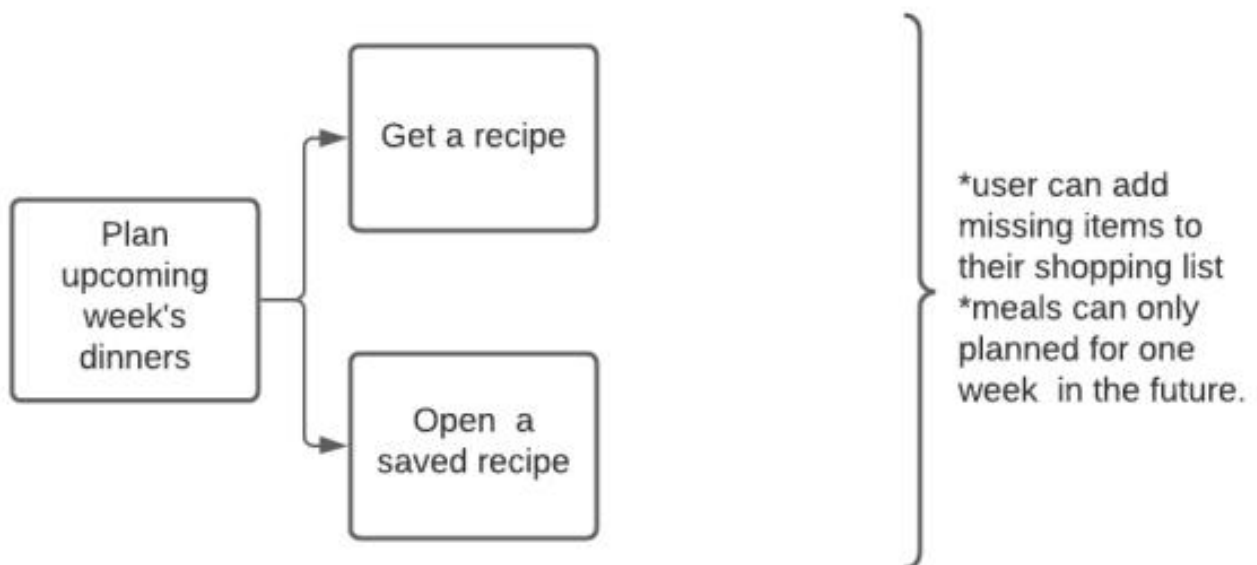 Get a recipe
Plan
upcoming
week's
dinners
Open a
saved recipe
*user can add
missing items to
their shopping list
*meals can only
planned for one
week in the future.